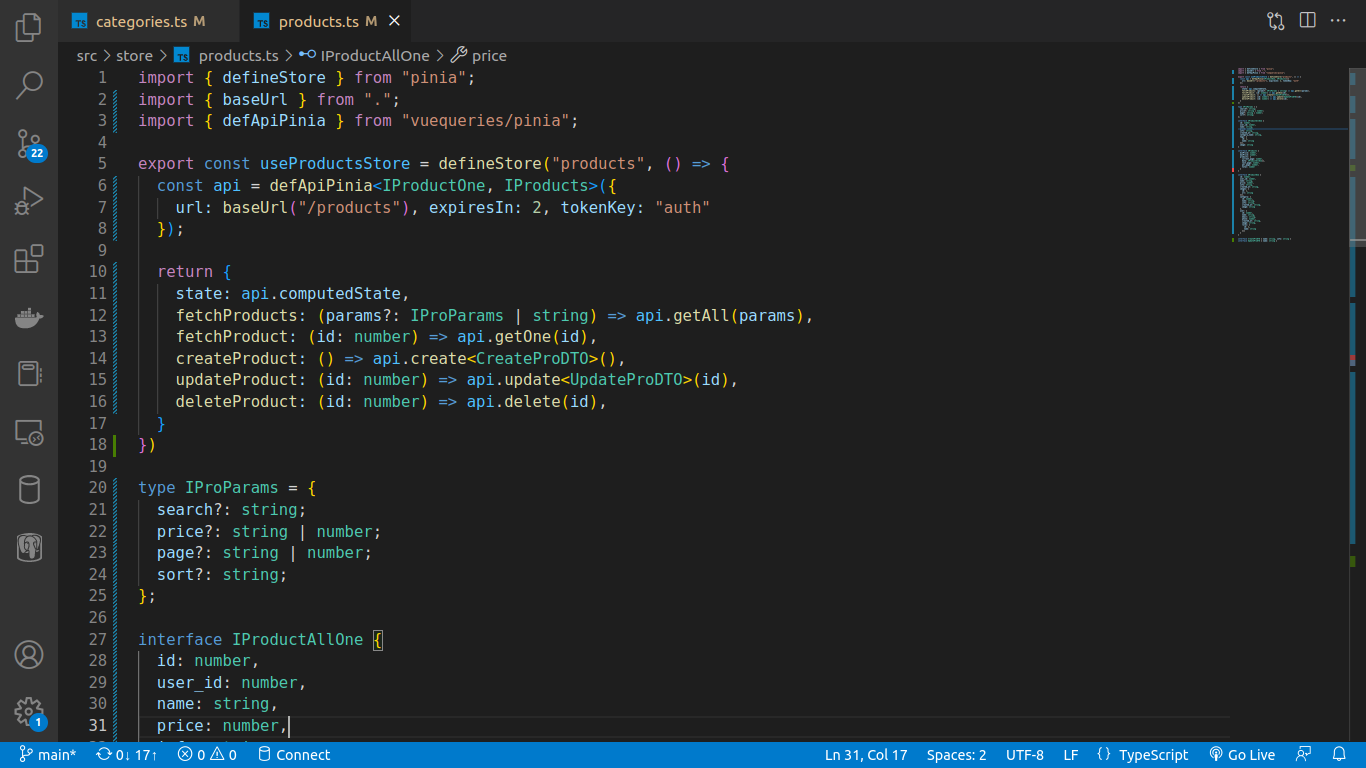 categories.ts M
products.ts M
src > store > TS products.ts > IProductAllOne > price
1 import { defineStore } from "pinia";
2 import { baseUrl } from ".";
3 import { defApiPinia } from "vuequeries/pinia";
4
5 export const useProductsStore = defineStore("products", () => {
6   const api = defApiPinia<IProductOne, IProducts>({
7     url: baseUrl("/products"), expiresIn: 2, tokenKey: "auth"
8   });
9
10   return {
11     state: api.computedState,
12     fetchProducts: (params?: IProParams | string) => api.getAll(params),
13     fetchProduct: (id: number) => api.getOne(id),
14     createProduct: () => api.create<CreateProDTO>(),
15     updateProduct: (id: number) => api.update<UpdateProDTO>(id),
16     deleteProduct: (id: number) => api.delete(id),
17   }
18 })
19
20 type IProParams = {
21   search?: string;
22   price?: string | number;
23   page?: string | number;
24   sort?: string;
25 };
26
27 interface IProductAllOne {
28   id: number,
29   user_id: number,
30   name: string,
31   price: number,
22
1
main* 0↓ 17↑ 0 0 Connect
Ln 31, Col 17 Spaces: 2 UTF-8 LF {} TypeScript Go Live